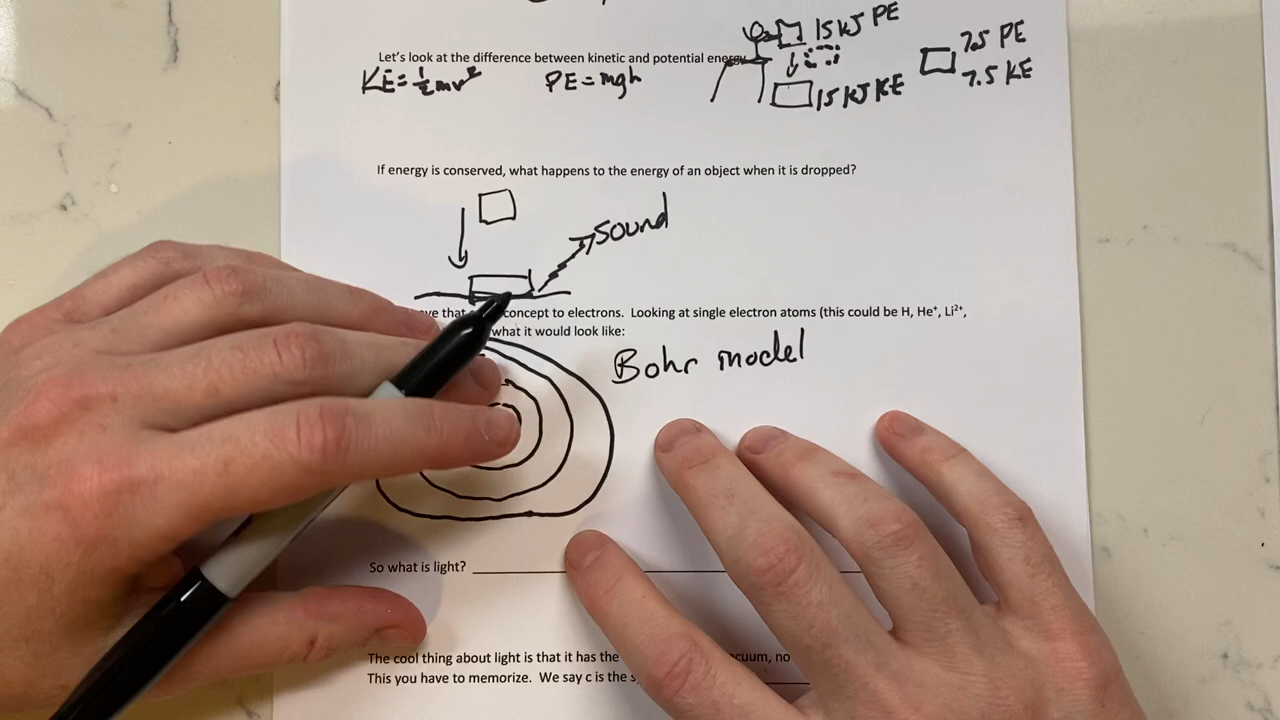 15 kJ PE
Let's look at the difference between kinetic and potential energy
7.5 PE
7.5 KE
KE = ½mv² PE = mgh
15 kJ KE
If energy is conserved, what happens to the energy of an object when it is dropped?
Sound
that concept to electrons. Looking at single electron atoms (this could be H, He⁺, Li²⁺,
what it would look like:
Bohr model
So what is light?
The cool thing about light is that it has the no
This you have to memorize. We say c is the